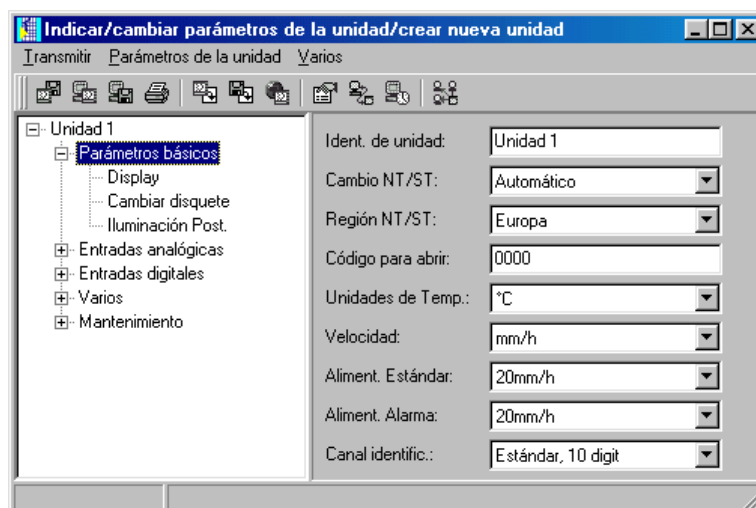 Indicar/cambiar parámetros de la unidad/crear nueva unidad
Transmitir Parámetros de la unidad Varios
Unidad 1
Parámetros básicos
Display
Cambiar disquete
Iluminación Post.
Entradas analógicas
Entradas digitales
Varios
Mantenimiento
Ident. de unidad: Unidad 1
Cambio NT/ST: Automático
Región NT/ST: Europa
Código para abrir: 0000
Unidades de Temp.: °C
Velocidad: mm/h
Aliment. Estándar: 20mm/h
Aliment. Alarma: 20mm/h
Canal identific.: Estándar, 10 digit